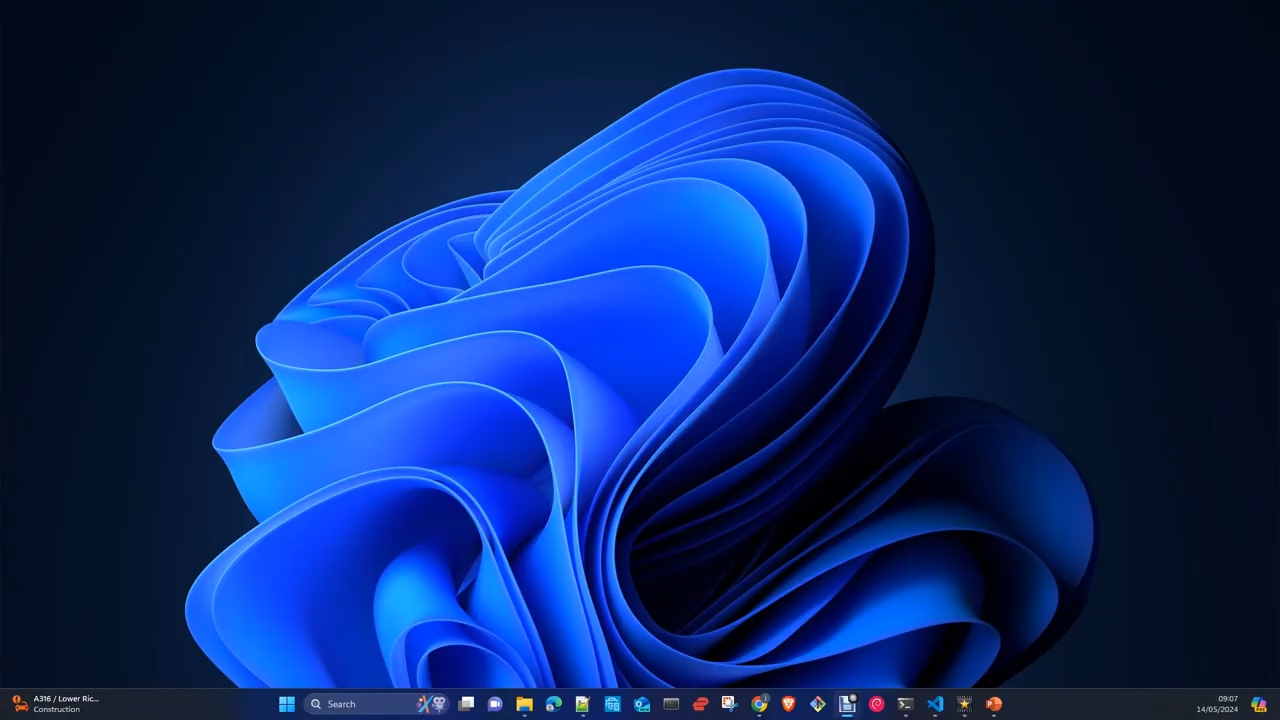 A316 / Lower Ric...
Construction
Search
09:07
14/05/2024